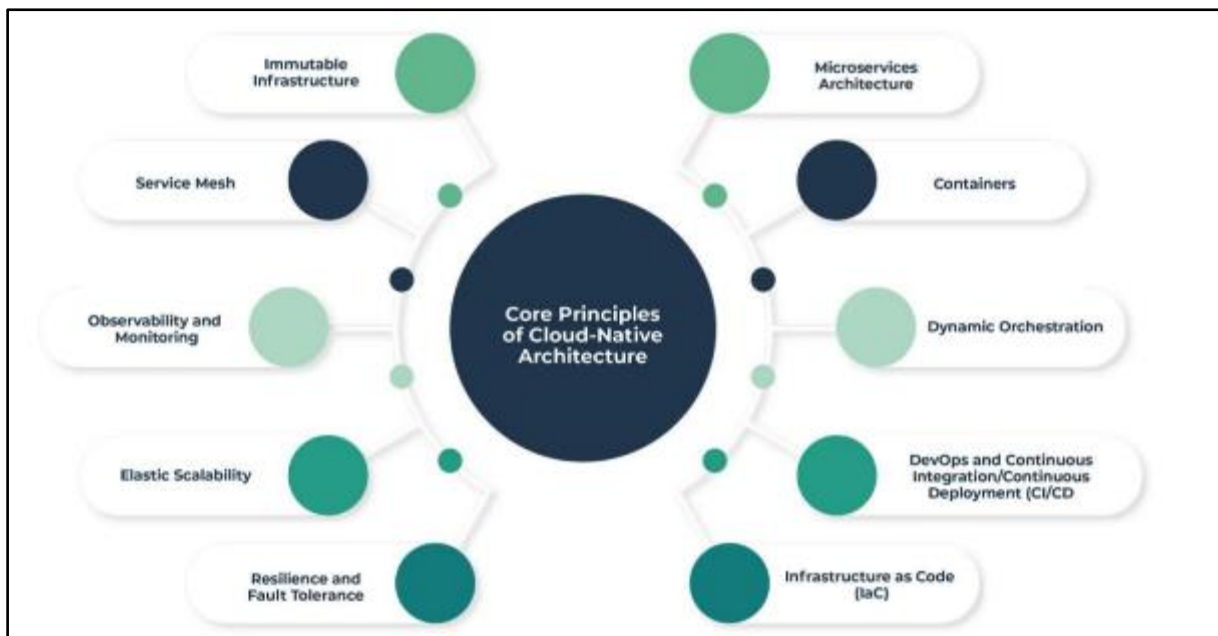 Immutable
Infrastructure
Microservices
Architecture
Service Mesh
Containers
Observability and
Monitoring
Core Principles
of Cloud-Native
Architecture
Dynamic Orchestration
Elastic Scalability
DevOps and Continuous
Integration/Continuous
Deployment (CI/CD
Resilience and
Fault Tolerance
Infrastructure as Code
(IaC)